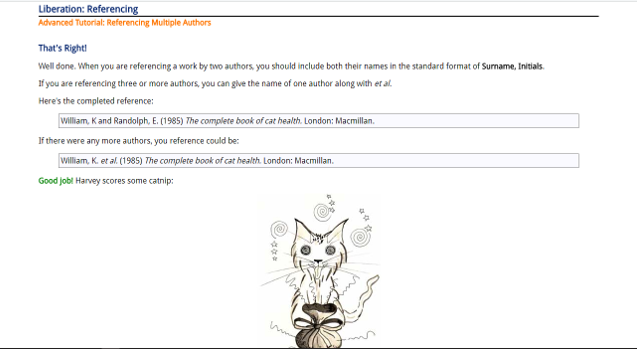 Liberation: Referencing
Advanced Tutorial: Referencing Multiple Authors
That's Right!
Well done. When you are referencing a work by two authors, you should include both their names in the standard format of Surname, Initials.
If you are referencing three or more authors, you can give the name of one author along with et al.
Here's the completed reference:
William, K and Randolph, E. (1985) The complete book of cat health. London: Macmillan.
If there were any more authors, you reference could be:
William, K. et al. (1985) The complete book of cat health. London: Macmillan.
Good job! Harvey scores some catnip: